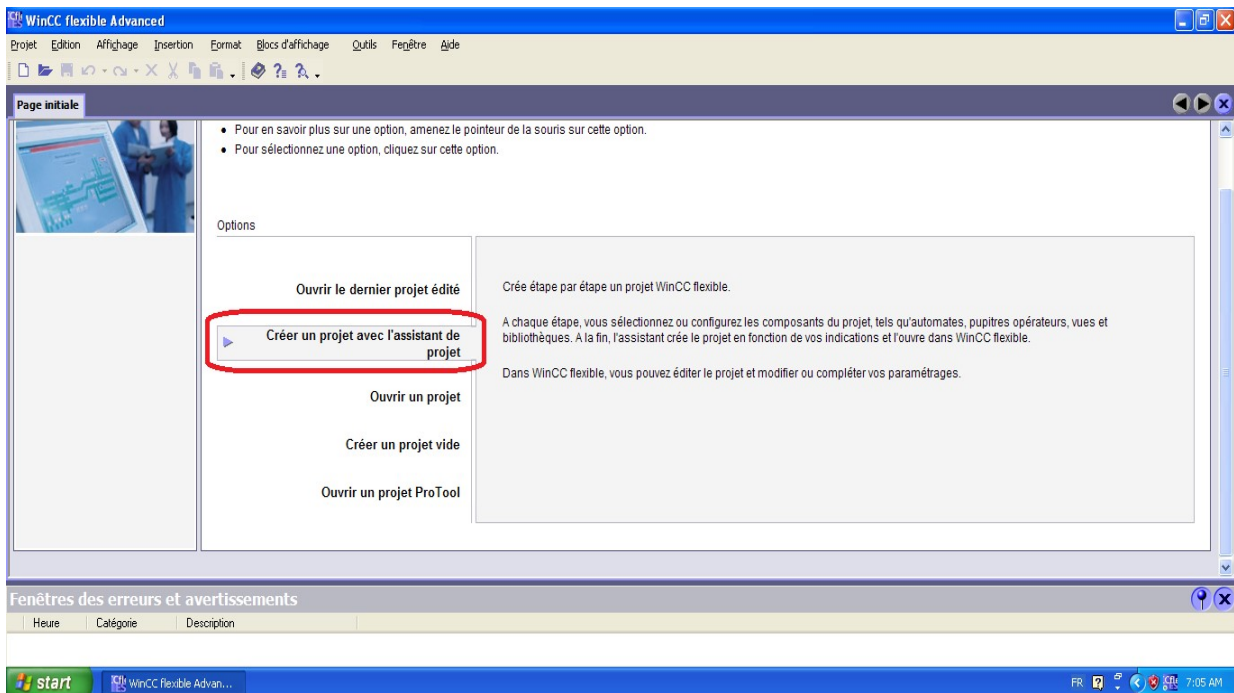 WinCC flexible Advanced
Projet Edition Affichage Insertion Format Blocs d'affichage Outils Fenêtre Aide
Page initiale
Pour en savoir plus sur une option, amenez le pointeur de la souris sur cette option.
Pour sélectionnez une option, cliquez sur cette option.
Options
Ouvrir le dernier projet édité
Créer un projet avec l'assistant de
projet
Ouvrir un projet
Créer un projet vide
Ouvrir un projet ProTool
Crée étape par étape un projet WinCC flexible.
A chaque étape, vous sélectionnez ou configurez les composants du projet, tels qu'automates, pupitres opérateurs, vues et
bibliothèques. A la fin, l'assistant crée le projet en fonction de vos indications et l'ouvre dans WinCC flexible.
Dans WinCC flexible, vous pouvez éditer le projet et modifier ou compléter vos paramétrages.
Fenêtres des erreurs et avertissements
Heure Catégorie Description
start WinCC flexible Advan... FR 7:05 AM